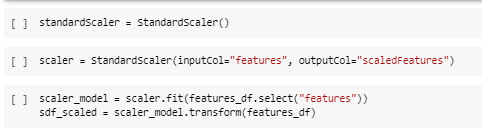 [ ] standardScaler = StandardScaler()
[ ] scaler = StandardScaler(inputCol="features", outputCol="scaledFeatures")
[ ] scaler_model = scaler.fit(features_df.select("features"))
sdf_scaled = scaler_model.transform(features_df)